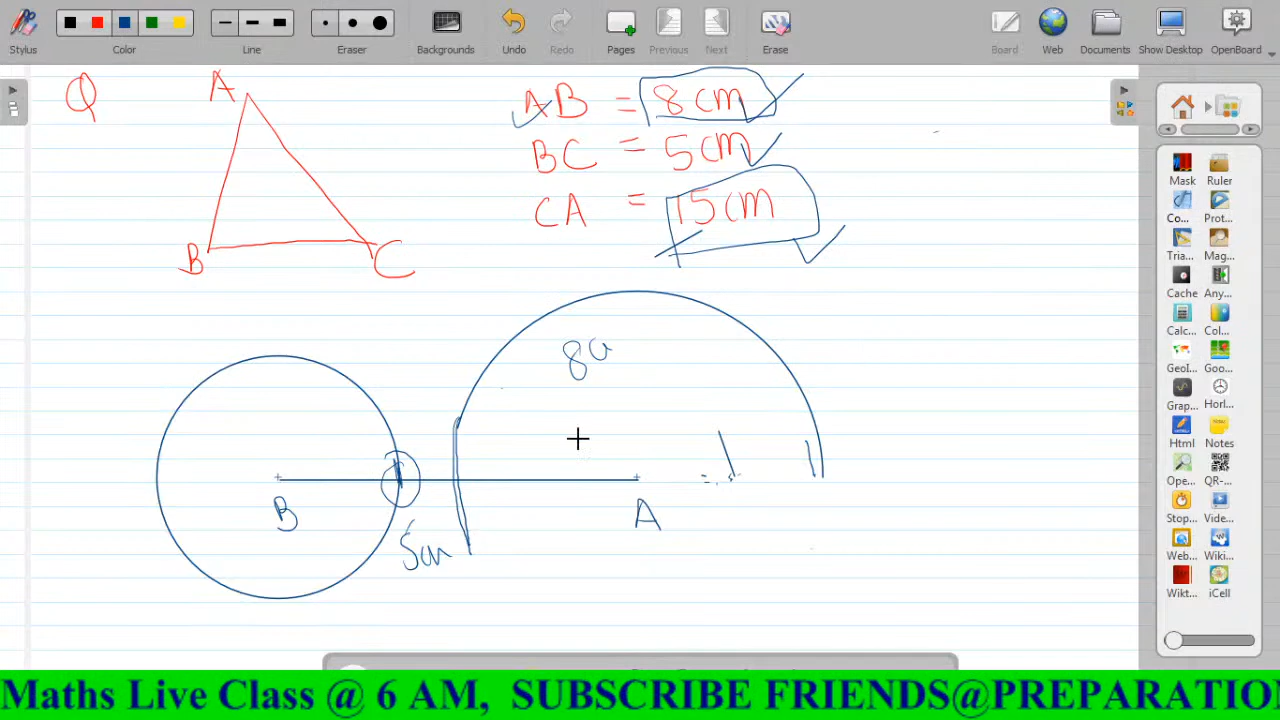 Stylus
Color
Line
Eraser
Backgrounds
Undo
Redo
Pages
Previous
Next
Erase
Board
Web
Documents
Show Desktop
OpenBoard
Q
A
B
C
AB = 8 cm
BC = 5 cm
CA = 15 cm
8c
B
A
5cm
Mask
Ruler
Co...
Prot...
Tria...
Mag...
Cache
Any...
Calc...
Col...
GeoI...
Goo...
Grap...
Horl...
Html
Notes
Ope...
QR-...
Stop...
Vide...
Web...
Wiki...
Wikt...
iCell
Maths Live Class @ 6 AM, SUBSCRIBE FRIENDS@PREPARATIO